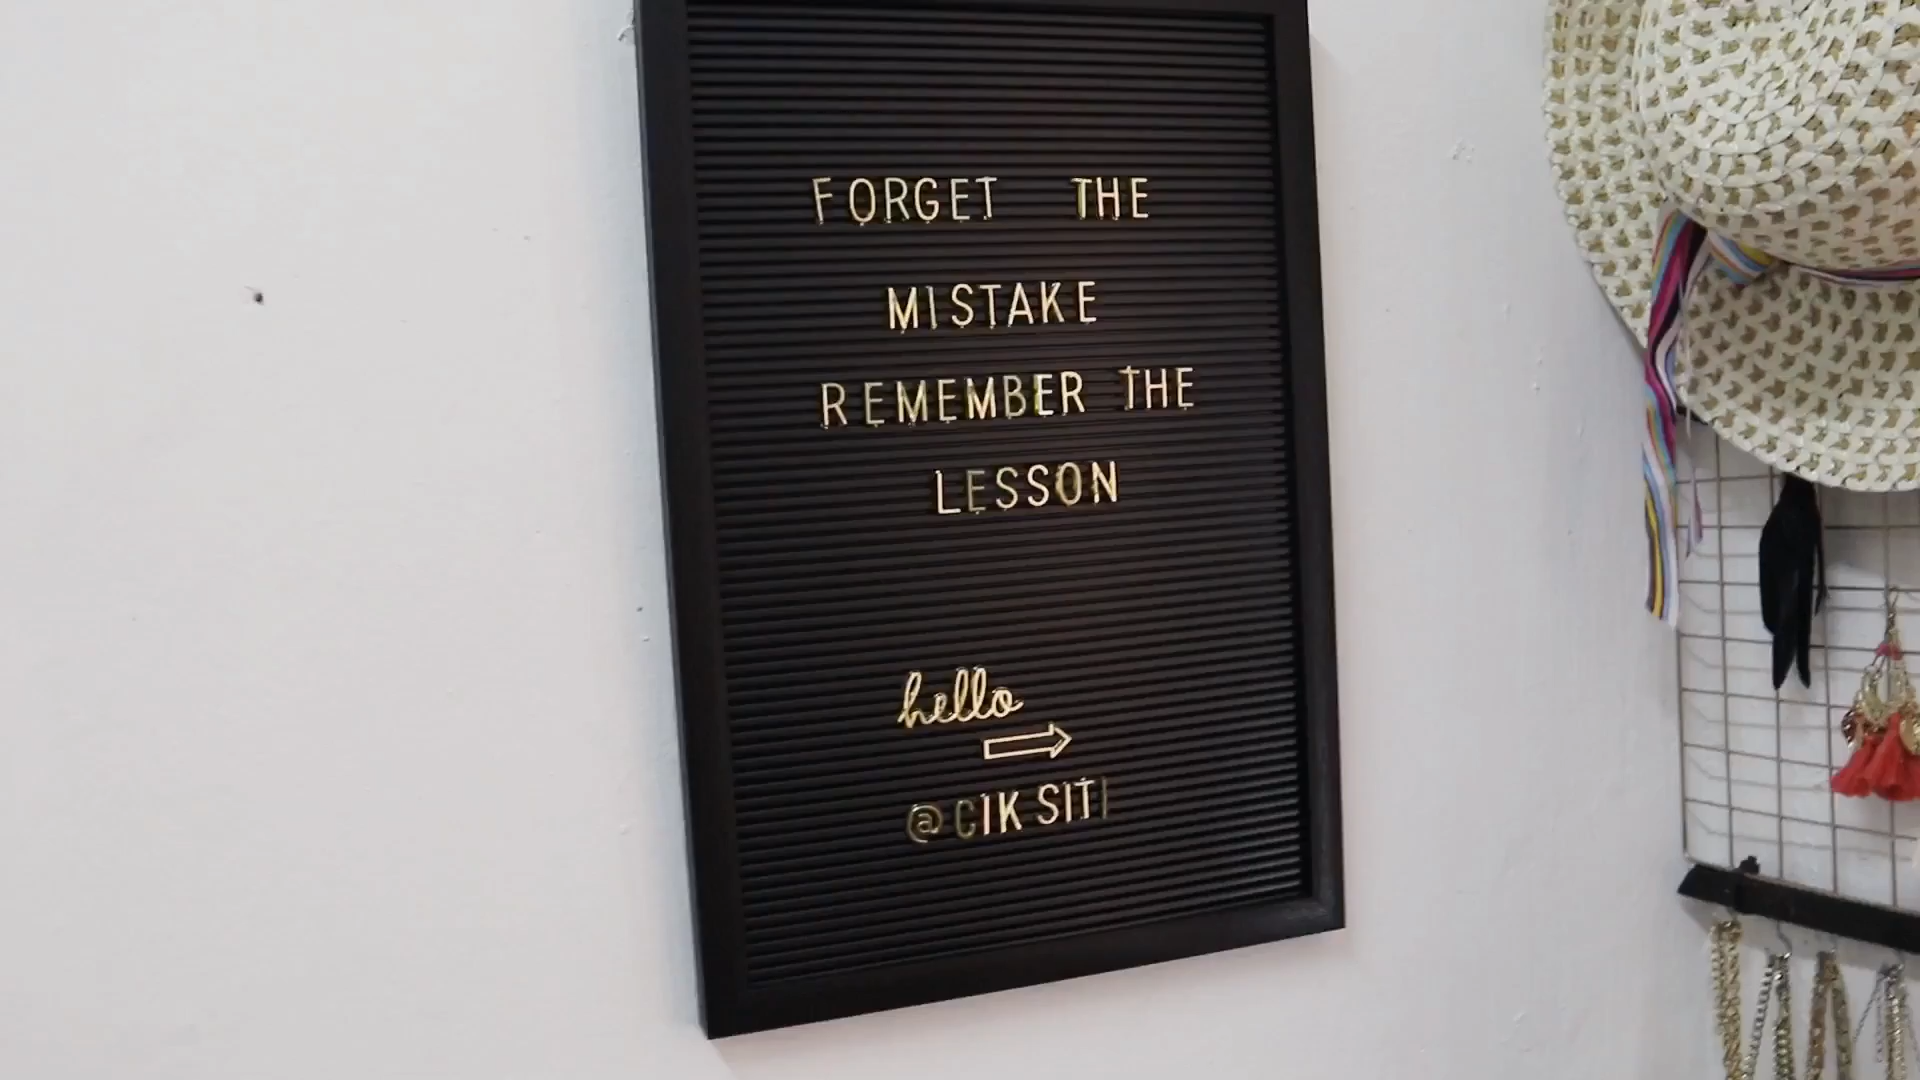 FORGET THE
MISTAKE
REMEMBER THE
LESSON
hello
@CIK SITI